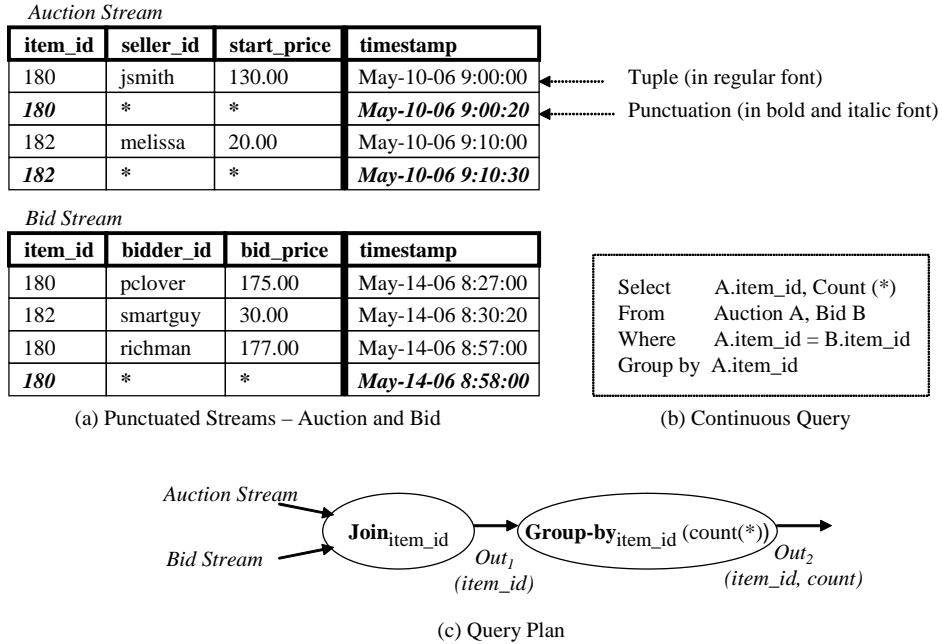 Auction Stream
item_id seller_id start_price timestamp
180 jsmith 130.00 May-10-06 9:00:00 Tuple (in regular font)
180 * * May-10-06 9:00:20 Punctuation (in bold and italic font)
182 melissa 20.00 May-10-06 9:10:00
182 * * May-10-06 9:10:30
Bid Stream
item_id bidder_id bid_price timestamp
180 pclover 175.00 May-14-06 8:27:00
182 smartguy 30.00 May-14-06 8:30:20
180 richman 177.00 May-14-06 8:57:00
180 * * May-14-06 8:58:00
Select A.item_id, Count (*)
From Auction A, Bid B
Where A.item_id = B.item_id
Group by A.item_id
(a) Punctuated Streams – Auction and Bid
(b) Continuous Query
Auction Stream
Bid Stream
Join item_id
Out1
(item_id)
Group-by item_id (count(*))
Out2
(item_id, count)
(c) Query Plan